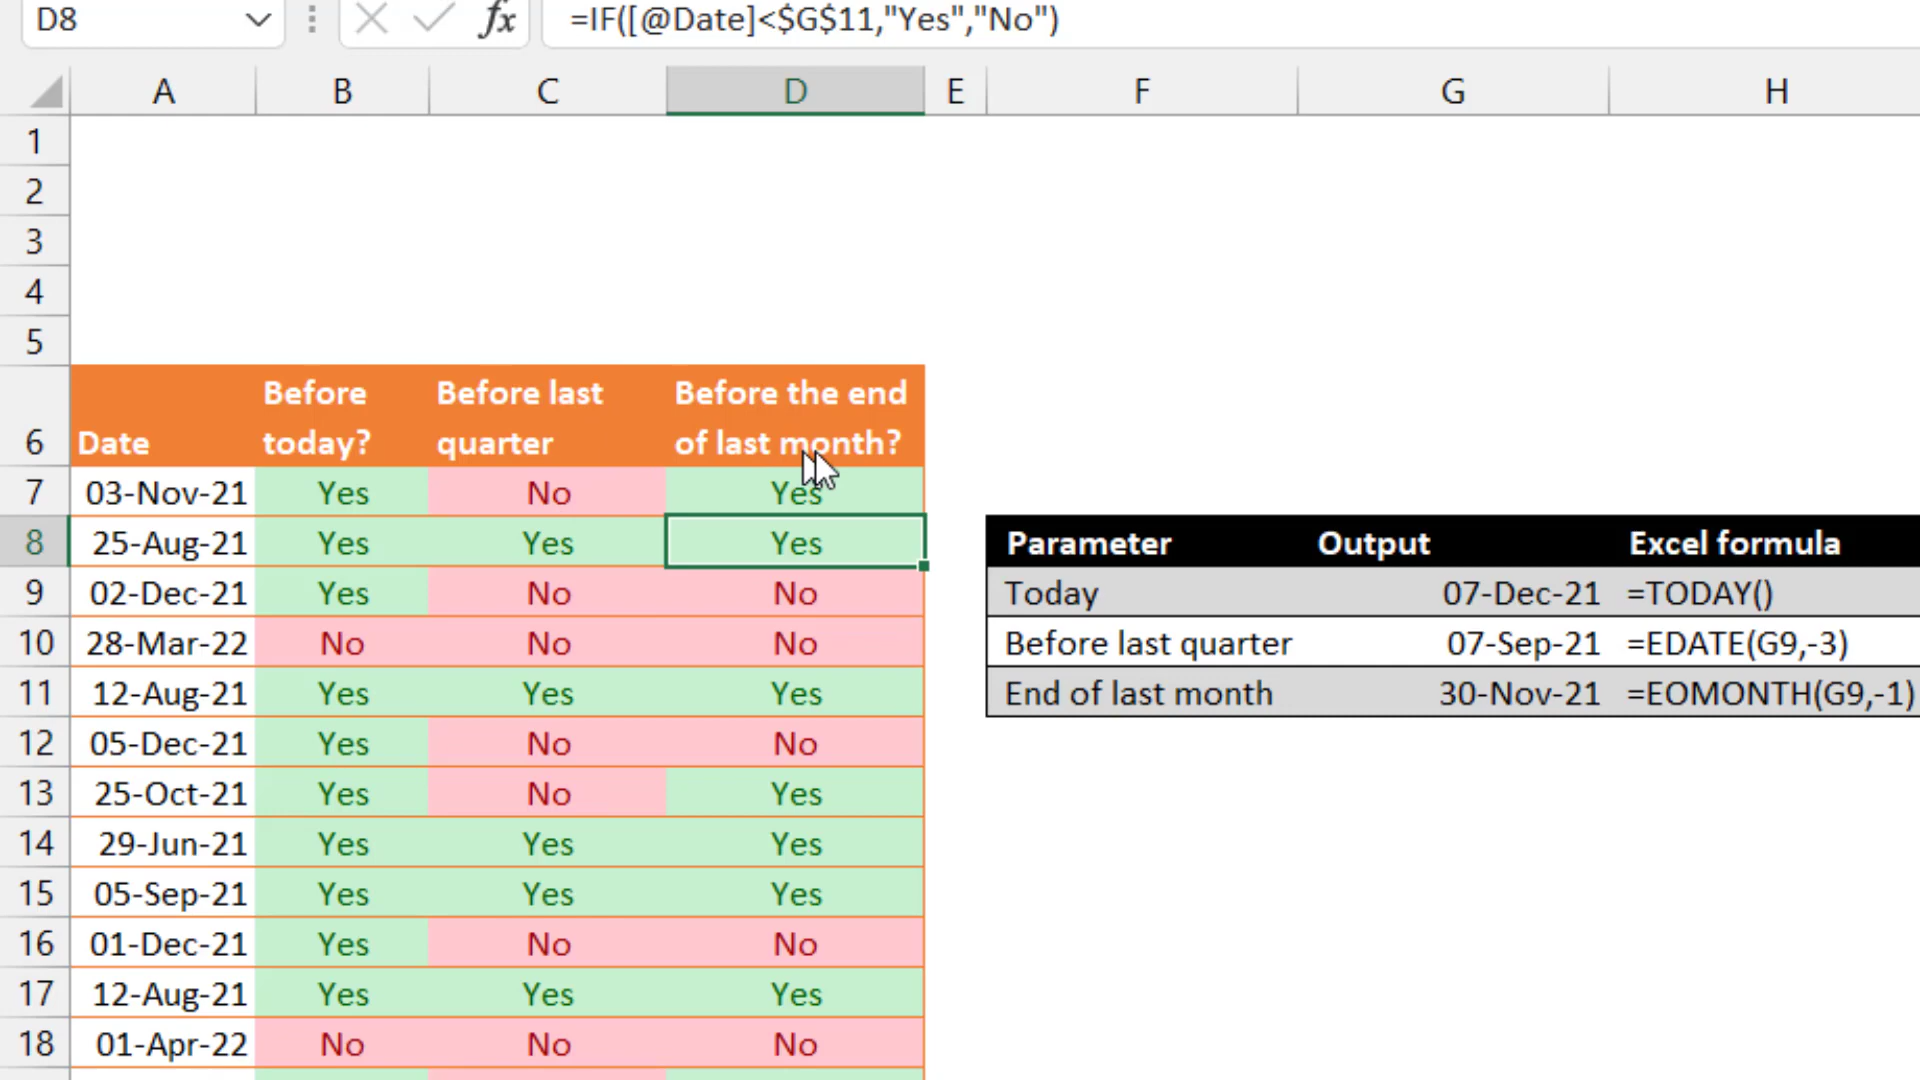 D8 fx =IF([@Date]<$G$11,"Yes","No")
A B C D E F G H
1
2
3
4
5
6 Date Before today? Before last quarter Before the end of last month?
7 03-Nov-21 Yes No Yes
8 25-Aug-21 Yes Yes Yes Parameter Output Excel formula
9 02-Dec-21 Yes No No Today 07-Dec-21 =TODAY()
10 28-Mar-22 No No No Before last quarter 07-Sep-21 =EDATE(G9,-3)
11 12-Aug-21 Yes Yes Yes End of last month 30-Nov-21 =EOMONTH(G9,-1)
12 05-Dec-21 Yes No No
13 25-Oct-21 Yes No Yes
14 29-Jun-21 Yes Yes Yes
15 05-Sep-21 Yes Yes Yes
16 01-Dec-21 Yes No No
17 12-Aug-21 Yes Yes Yes
18 01-Apr-22 No No No